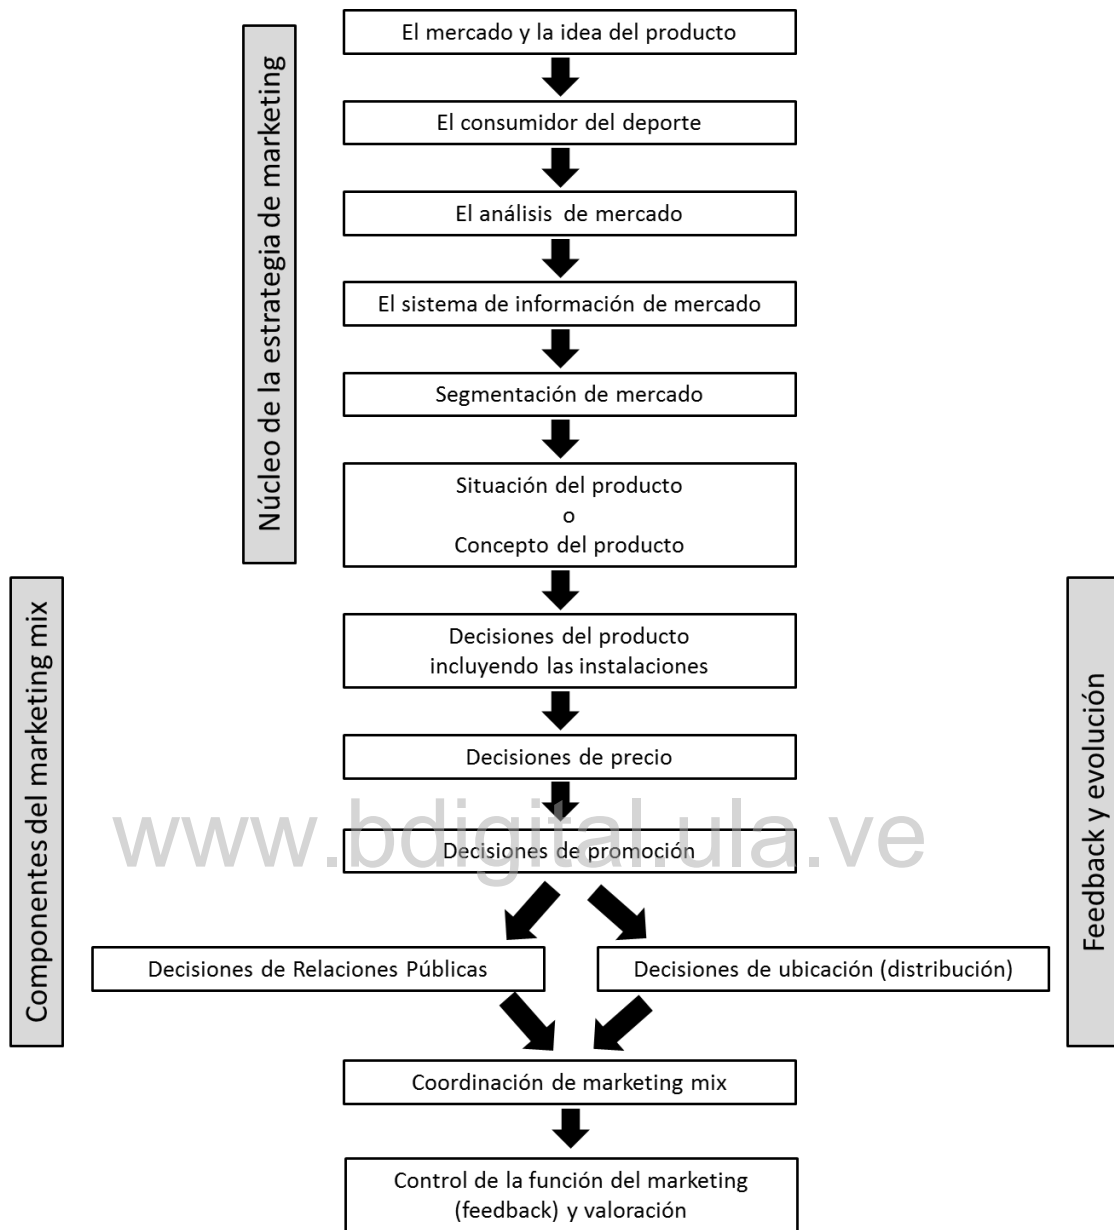 El mercado y la idea del producto
El consumidor del deporte
El análisis de mercado
El sistema de información de mercado
Segmentación de mercado
Situación del producto
o
Concepto del producto
Núcleo de la estrategia de marketing
Decisiones del producto
incluyendo las instalaciones
Decisiones de precio
Decisiones de promoción
www.bdigital.ula.ve
Decisiones de Relaciones Públicas
Decisiones de ubicación (distribución)
Componentes del marketing mix
Feedback y evolución
Coordinación de marketing mix
Control de la función del marketing
(feedback) y valoración